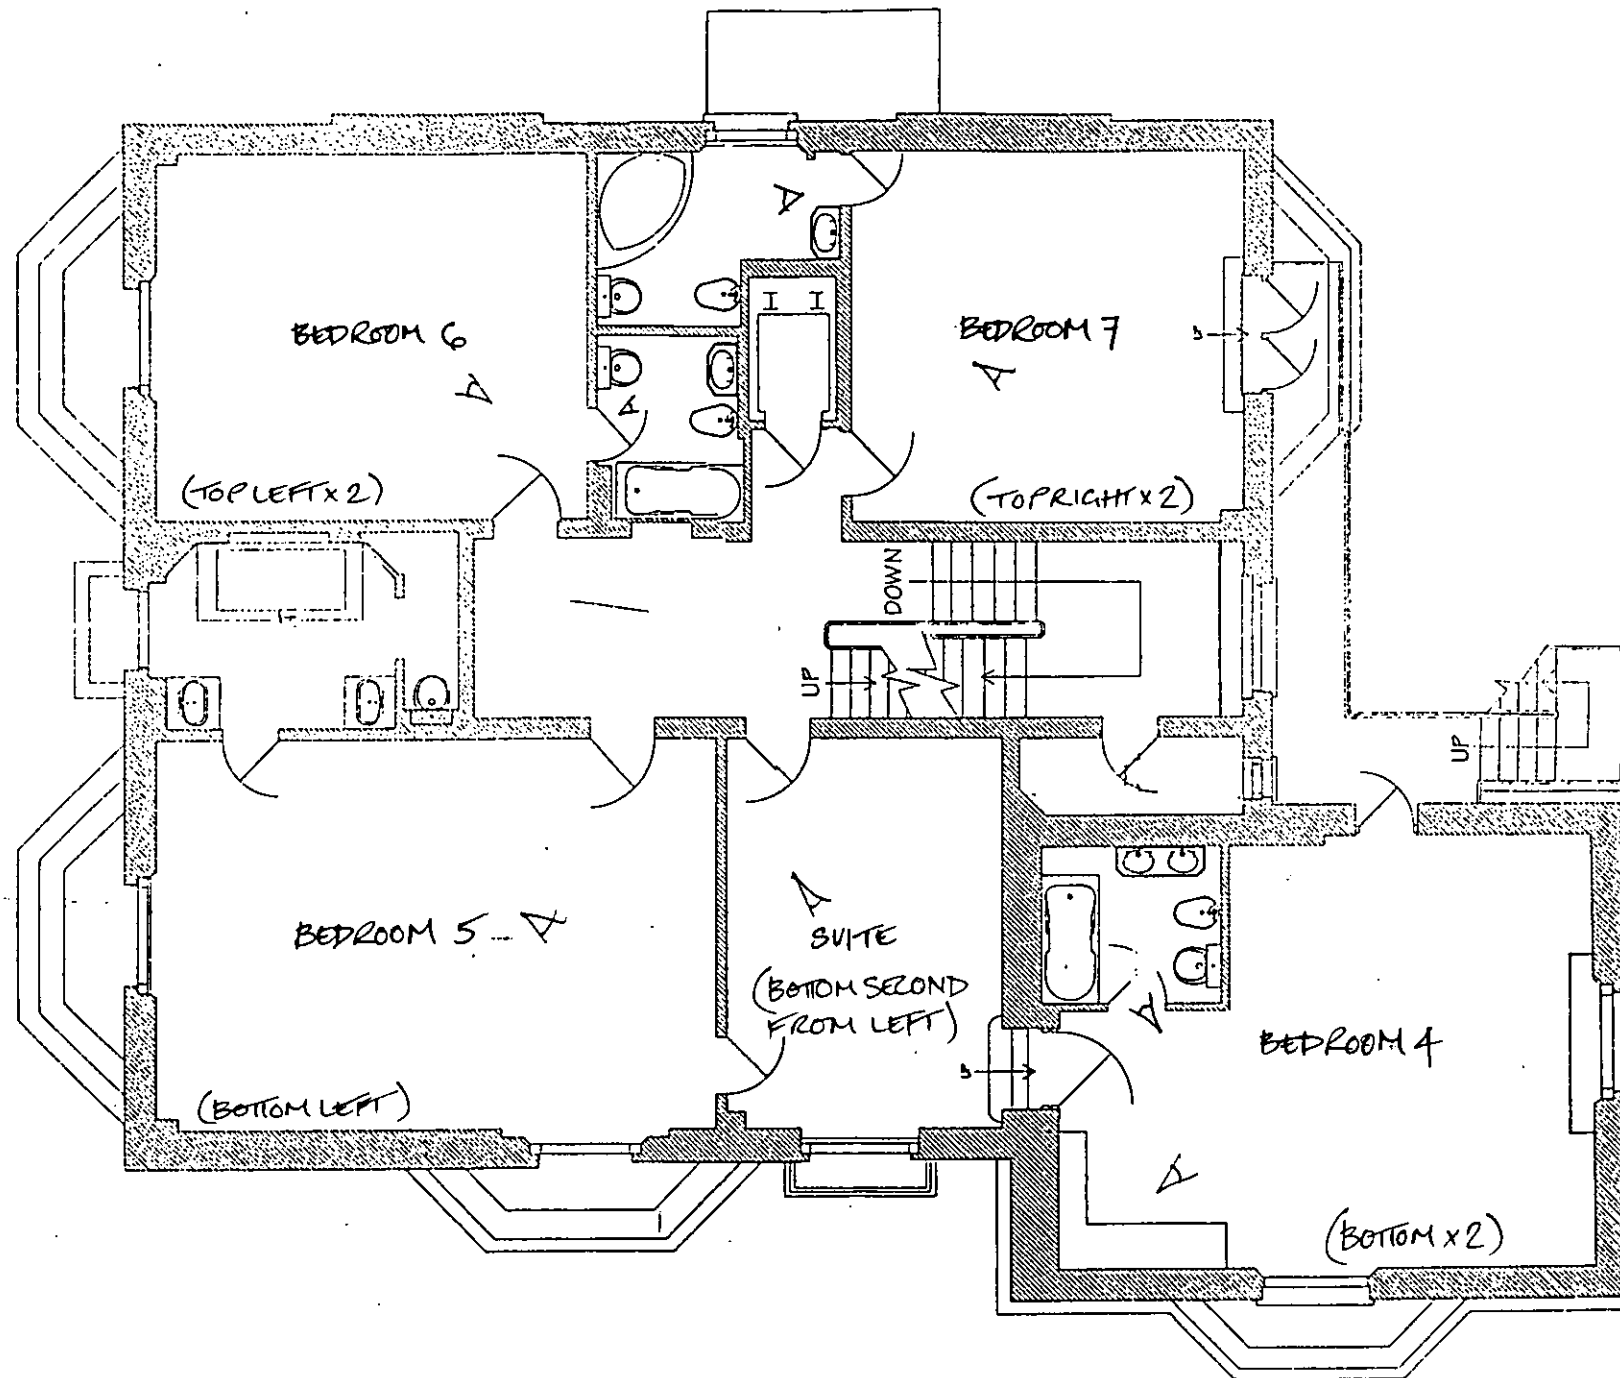 BEDROOM 6
(TOP LEFT x 2)
I I
BEDROOM 7
(TOP RIGHT x 2)
DOWN
UP
UP
BEDROOM 5
(BOTTOM LEFT)
SUITE
(BOTTOM SECOND
FROM LEFT)
BEDROOM 4
(BOTTOM x 2)